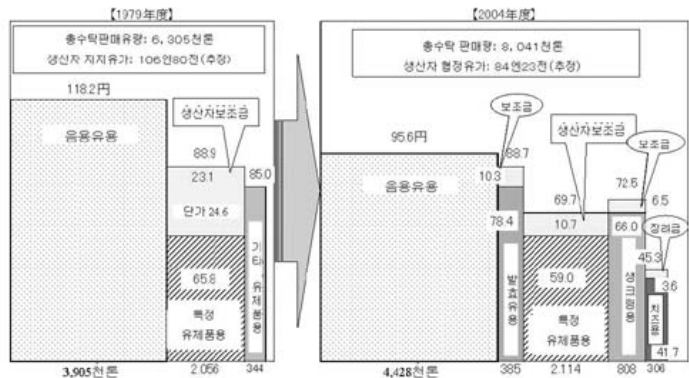 【1979年度】
총수탁 판매유량: 6,305천톤
생산자 지지유가: 106엔80전(추정)
118.2円
음용유용
생산자보조금
88.9
23.1
단가 24.6
65.8
특정
유제품용
85.0
기타유제품용
3,905천톤
2.056
344
【2004年度】
총수탁 판매량: 8,041천톤
생산자 협정유가: 84엔23전(추정)
95.6円
음용유용
보조금
88.7
10.3
78.4
발효유용
생산자보조금
69.7
10.7
59.0
특정
유제품용
보조금
72.5
6.5
66.0
생크림용
장려금
45.3
3.6
치즈용
41.7
4,428천톤
385
2.114
808
306